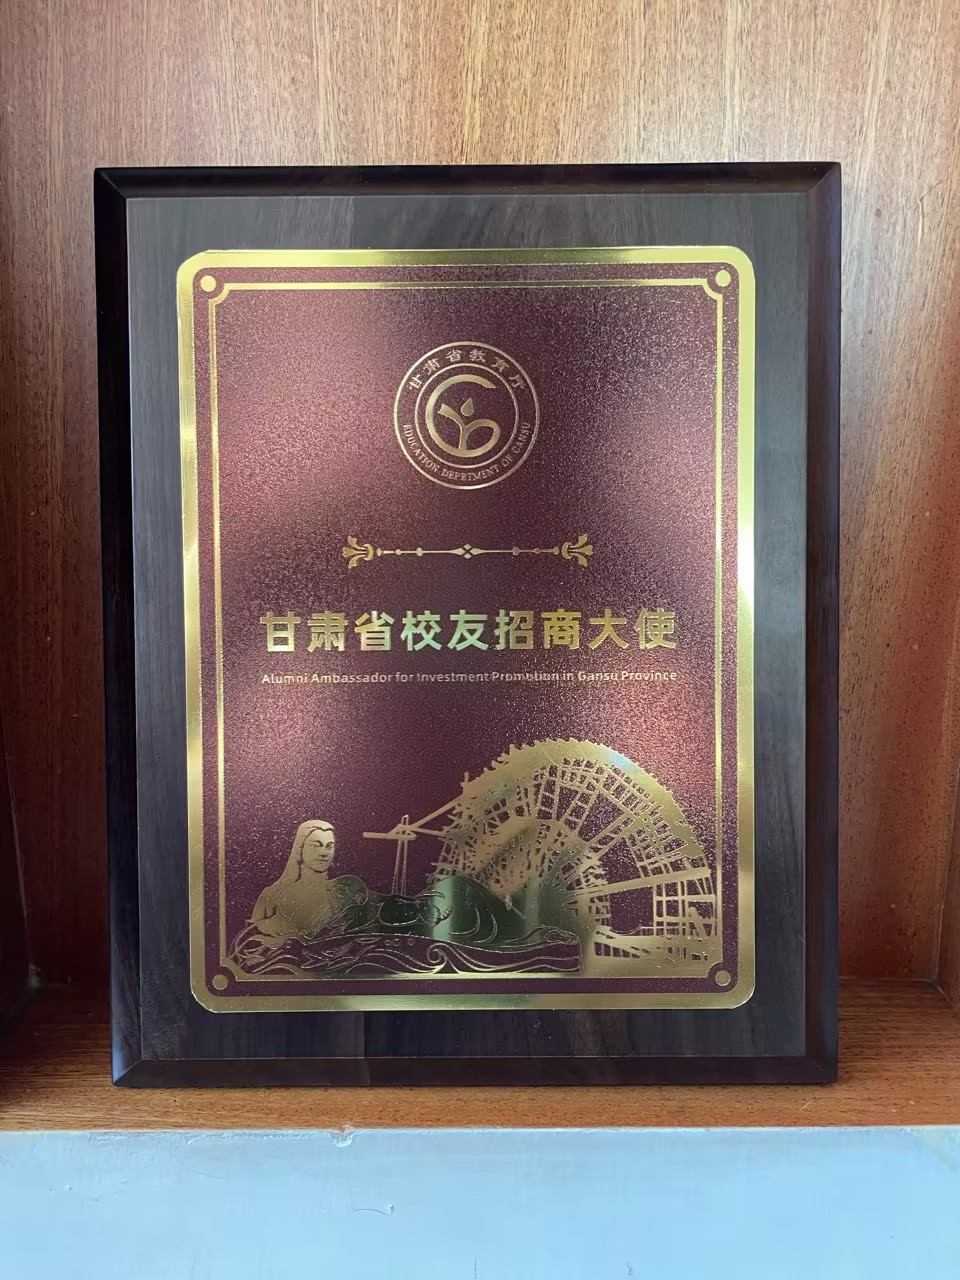 甘肃省教育厅
EDUCATION DEPRTMENT OF GANSU
甘肃省校友招商大使
Alumni Ambassador for Investment Promotion in Gansu Province